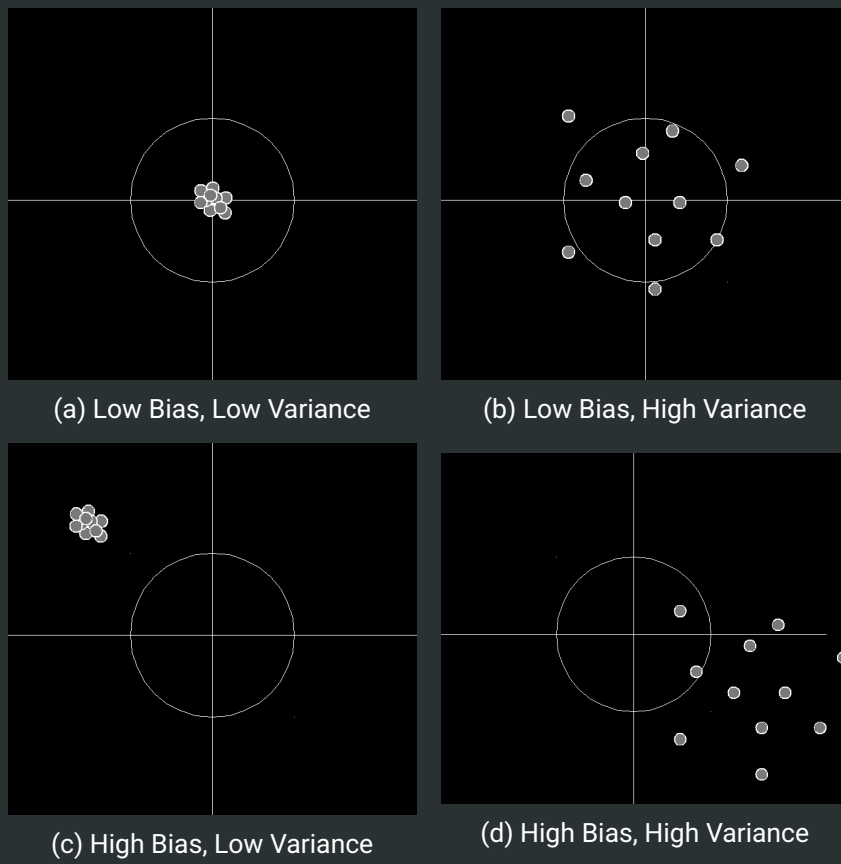 (a) Low Bias, Low Variance
(b) Low Bias, High Variance
(c) High Bias, Low Variance
(d) High Bias, High Variance